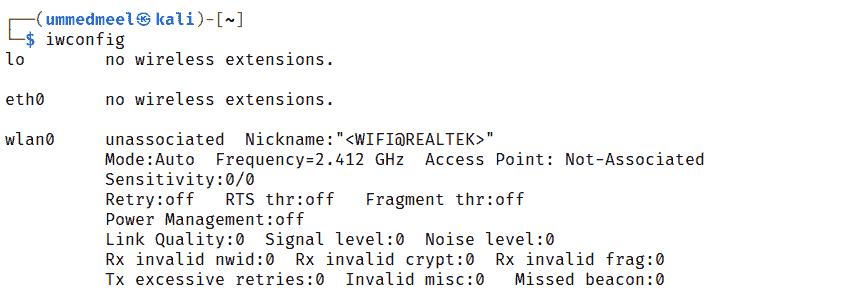 ┌──(ummedmeel㉿kali)-[~]
└─$ iwconfig
lo        no wireless extensions.
eth0      no wireless extensions.
wlan0     unassociated  Nickname:"<WIFI@REALTEK>"
          Mode:Auto  Frequency=2.412 GHz  Access Point: Not-Associated
          Sensitivity:0/0
          Retry:off   RTS thr:off   Fragment thr:off
          Power Management:off
          Link Quality:0  Signal level:0  Noise level:0
          Rx invalid nwid:0  Rx invalid crypt:0  Rx invalid frag:0
          Tx excessive retries:0  Invalid misc:0   Missed beacon:0